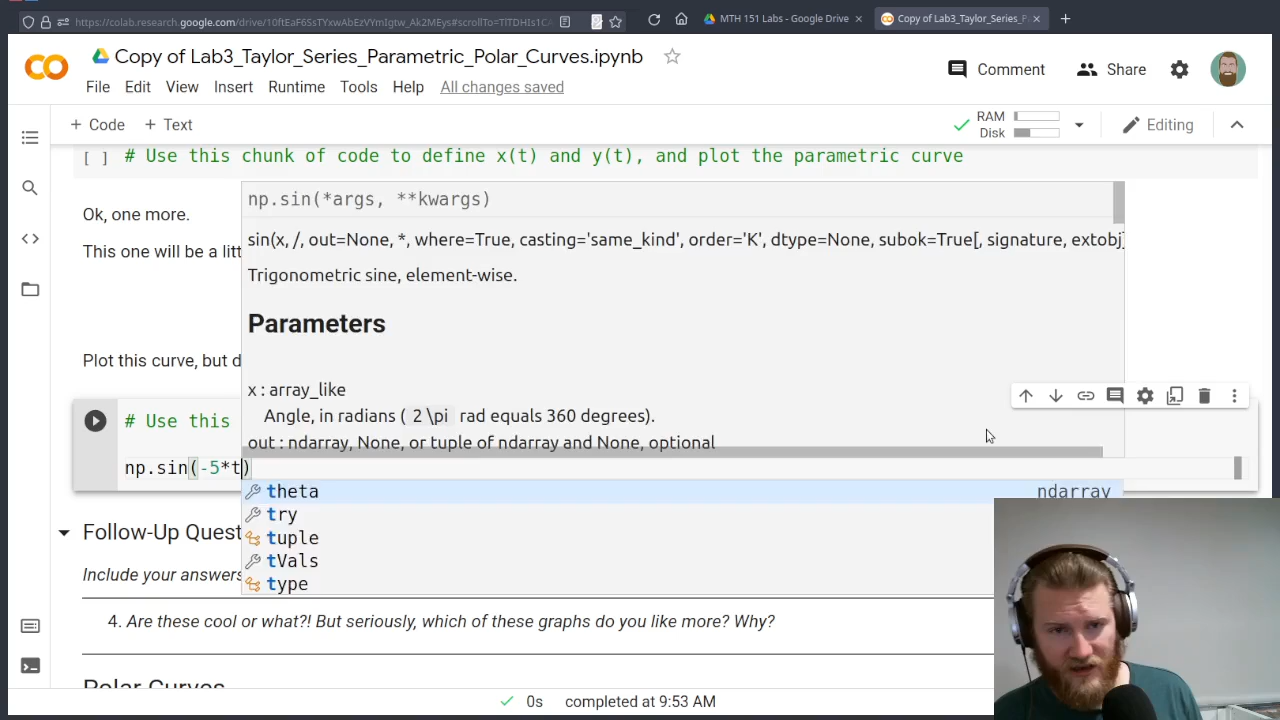 https://colab.research.google.com/drive/10ftEaF6SsTYxwAbEzVYmIgtw_Ak2MEys#scrollTo=TlTDHIs1CA
MTH 151 Labs - Google Drive
Copy of Lab3_Taylor_Series_P
Copy of Lab3_Taylor_Series_Parametric_Polar_Curves.ipynb
Comment
Share
File Edit View Insert Runtime Tools Help All changes saved
+ Code + Text
RAM
Disk
Editing
[ ] # Use this chunk of code to define x(t) and y(t), and plot the parametric curve
np.sin(*args, **kwargs)
Ok, one more.
sin(x, /, out=None, *, where=True, casting='same_kind', order='K', dtype=None, subok=True[, signature, extobj]
This one will be a litt
Trigonometric sine, element-wise.
Parameters
Plot this curve, but d
x : array_like
Angle, in radians ( 2 \pi rad equals 360 degrees).
# Use this
out : ndarray, None, or tuple of ndarray and None, optional
np.sin(-5*t)
theta ndarray
try
tuple
tVals
type
Follow-Up Quest
Include your answers
4. Are these cool or what?! But seriously, which of these graphs do you like more? Why?
Polar Curves
0s completed at 9:53 AM